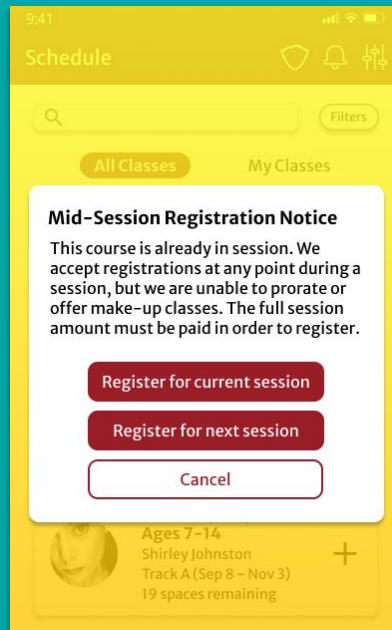 9:41
Schedule
Filters
All Classes
My Classes
Mid-Session Registration Notice
This course is already in session. We
accept registrations at any point during a
session, but we are unable to prorate or
offer make-up classes. The full session
amount must be paid in order to register.
Register for current session
Register for next session
Cancel
Ages 7-14
Shirley Johnston
Track A (Sep 8 - Nov 3)
19 spaces remaining